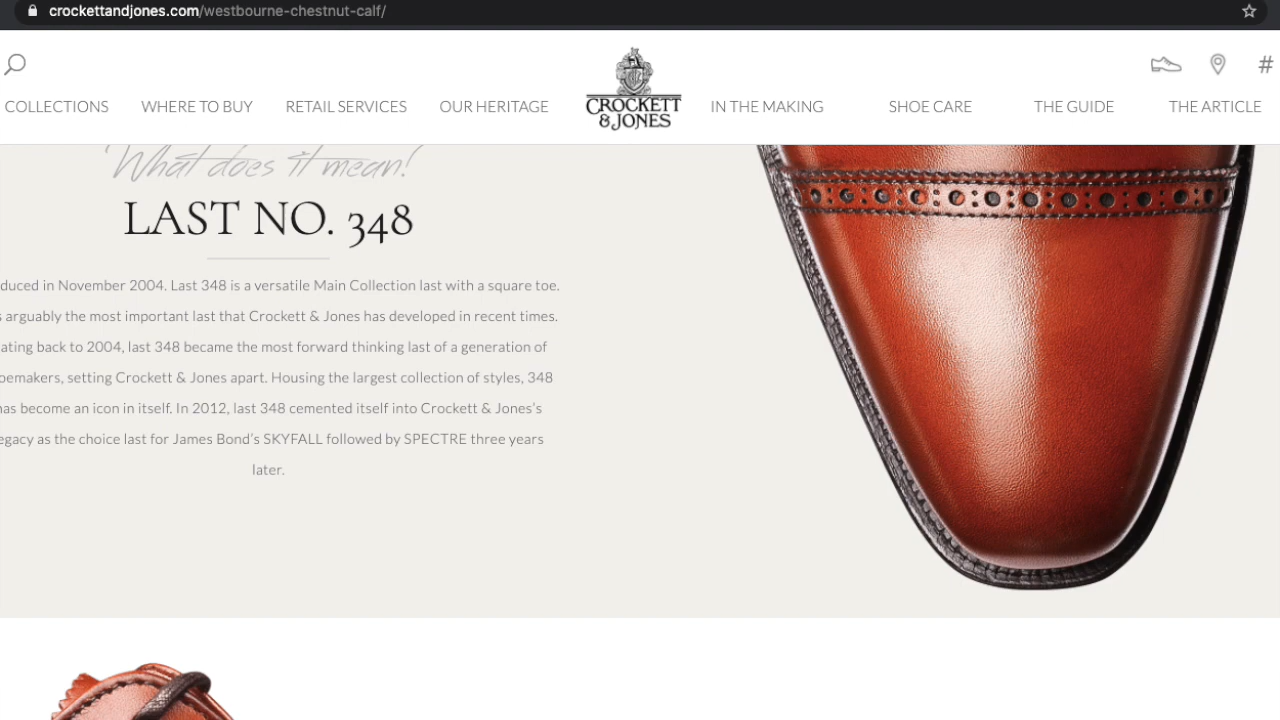 crockettandjones.com/westbourne-chestnut-calf/
COLLECTIONS WHERE TO BUY RETAIL SERVICES OUR HERITAGE CROCKETT & JONES IN THE MAKING SHOE CARE THE GUIDE THE ARTICLE
What does it mean?
LAST NO. 348
duced in November 2004. Last 348 is a versatile Main Collection last with a square toe.
s arguably the most important last that Crockett & Jones has developed in recent times.
ating back to 2004, last 348 became the most forward thinking last of a generation of
oemakers, setting Crockett & Jones apart. Housing the largest collection of styles, 348
has become an icon in itself. In 2012, last 348 cemented itself into Crockett & Jones's
egacy as the choice last for James Bond's SKYFALL followed by SPECTRE three years
later.